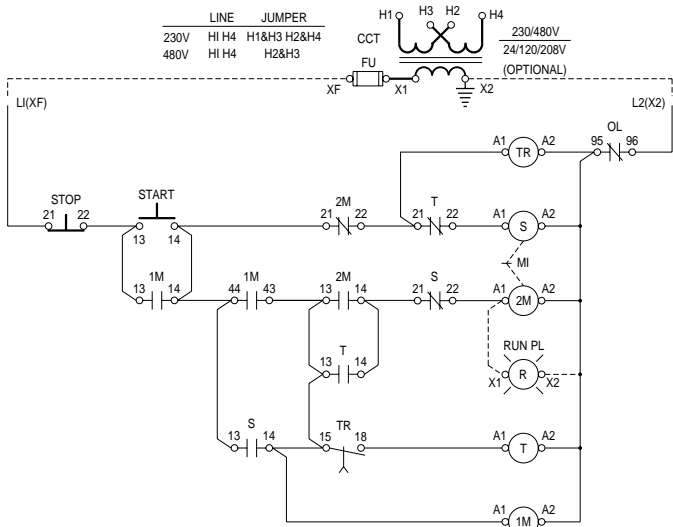 LINE JUMPER
230V HI H4 H1&H3 H2&H4
480V HI H4 H2&H3
H1 H3 H2 H4
CCT
230/480V
24/120/208V
(OPTIONAL)
FU
XF X1 X2
LI(XF) L2(X2)
OL
A1 TR A2 95 96
STOP START 2M T
21 22 13 14 21 22 21 22 A1 S A2
MI
1M 1M 2M S
13 14 44 43 13 14 21 22 A1 2M A2
T
13 14
RUN PL
X1 R X2
S TR
13 14 15 18 A1 T A2
A1 1M A2